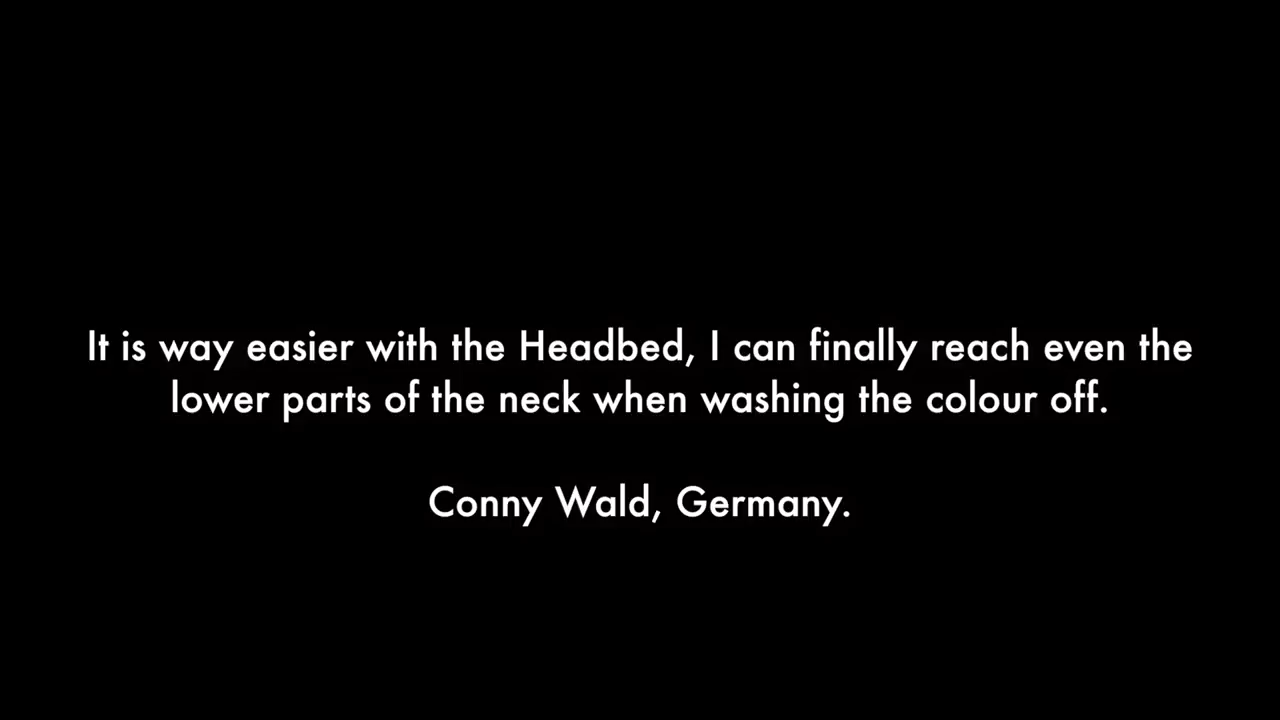 It is way easier with the Headbed, I can finally reach even the
lower parts of the neck when washing the colour off.
Conny Wald, Germany.